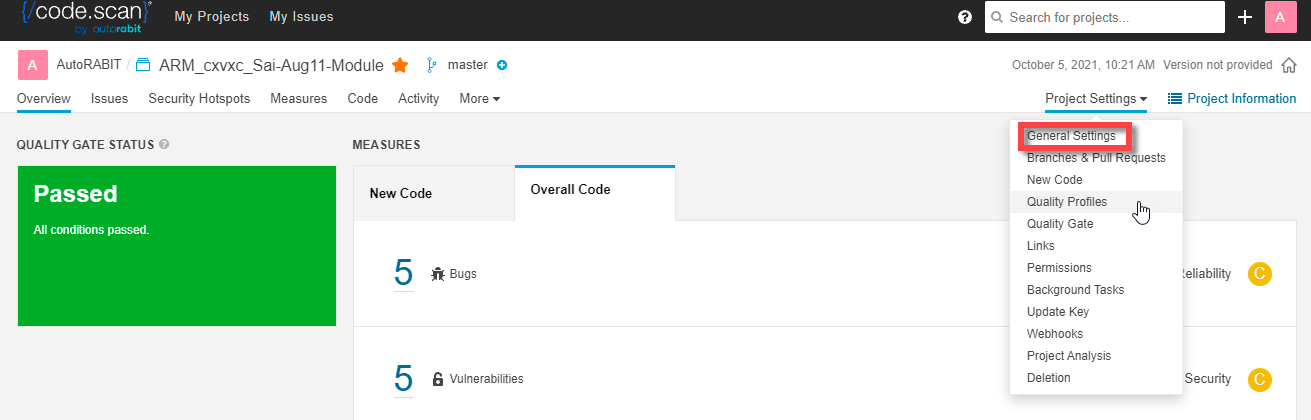 {/code.scan}® My Projects My Issues ? Search for projects... A
by autorabit
A AutoRABIT / ARM_cxvxc_Sai-Aug11-Module master October 5, 2021, 10:21 AM Version not provided
Overview Issues Security Hotspots Measures Code Activity More Project Settings Project Information
General Settings
Branches & Pull Requests
New Code
Quality Profiles
Quality Gate
Links
Permissions
Background Tasks
Update Key
Webhooks
Project Analysis
Deletion
QUALITY GATE STATUS ?
Passed
All conditions passed.
MEASURES
New Code Overall Code
5 Bugs Reliability C
5 Vulnerabilities Security C